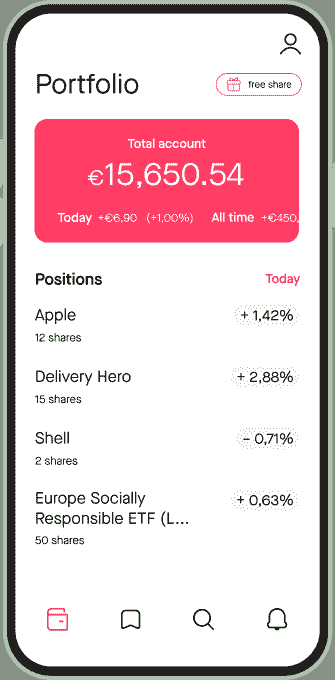 Portfolio
free share
Total account
€15,650.54
Today +€6,90 (+1,00%) All time +€450,
Positions
Today
Apple
+ 1,42%
12 shares
Delivery Hero
+ 2,88%
15 shares
Shell
- 0,71%
2 shares
Europe Socially
+ 0,63%
Responsible ETF (L...
50 shares